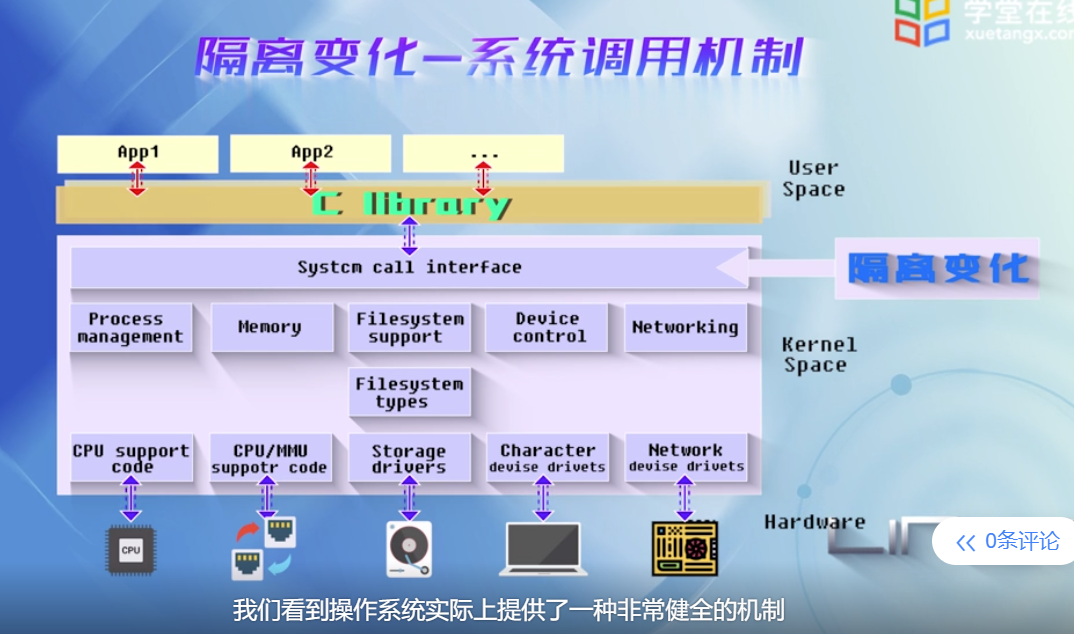 学堂在线
xuetangx.com
隔离变化—系统调用机制
App1
App2
...
User
Space
C library
System call interface
隔离变化
Process
management
Memory
Filesystem
support
Device
control
Networking
Kernel
Space
Filesystem
types
CPU support
code
CPU/MMU
suppotr code
Storage
drivers
Character
devise drivets
Network
devise drivets
CPU
Hardware
0条评论
我们看到操作系统实际上提供了一种非常健全的机制